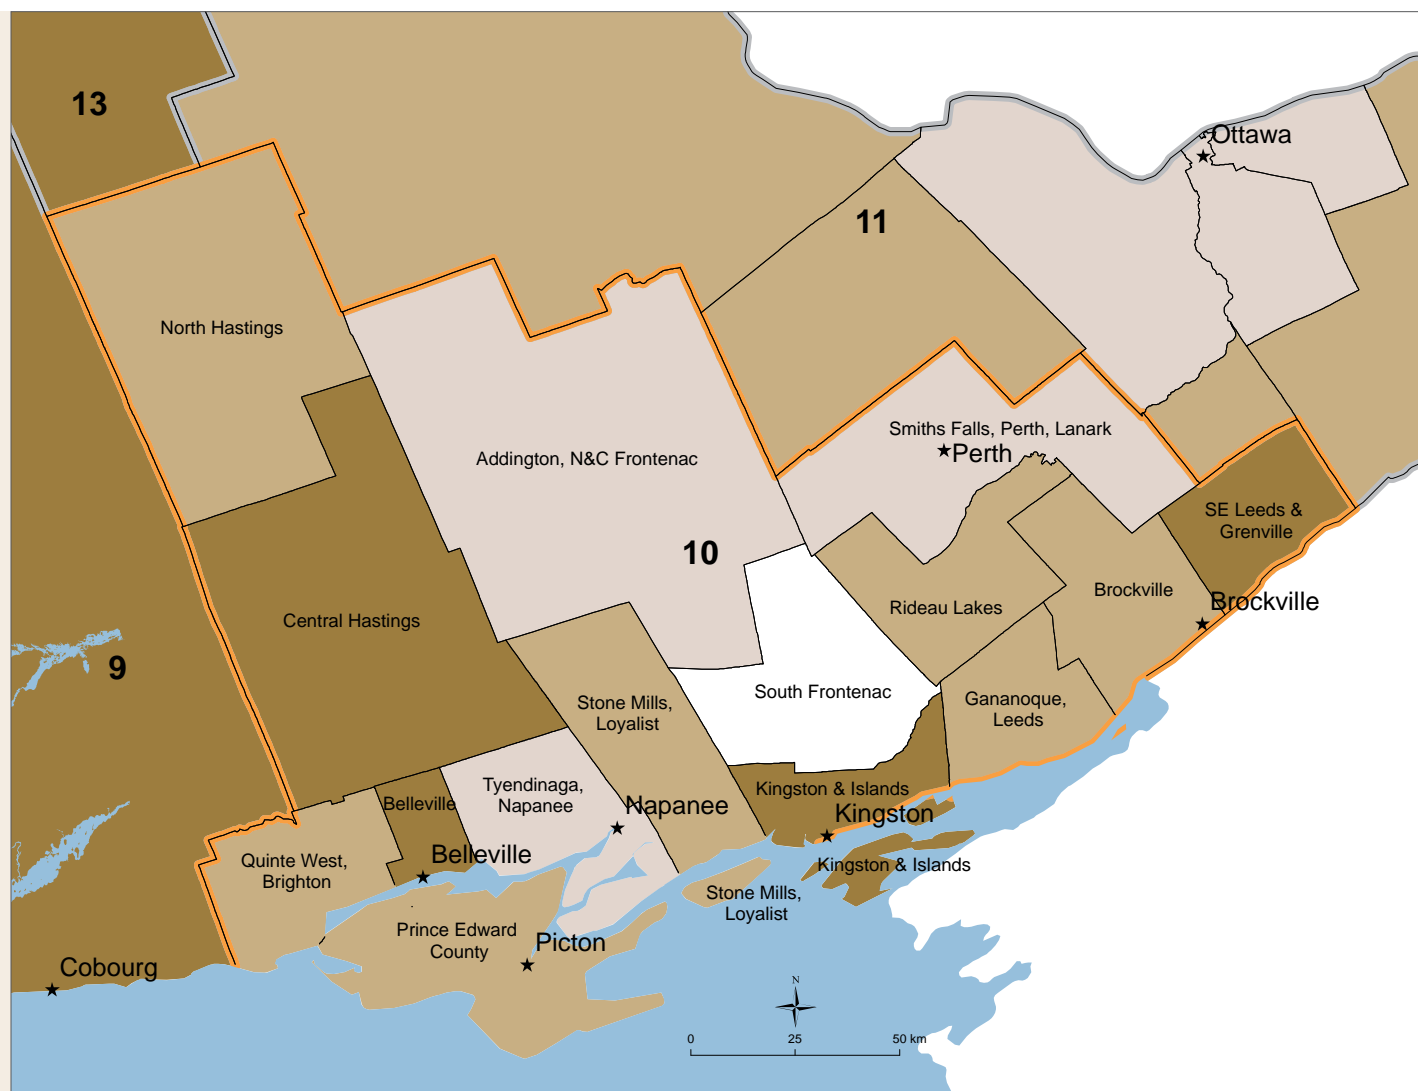 13
Ottawa
11
North Hastings
Smiths Falls, Perth, Lanark
Perth
Addington, N&C Frontenac
SE Leeds &
Grenville
10
Brockville
Rideau Lakes
Brockville
Central Hastings
9
South Frontenac
Stone Mills,
Loyalist
Gananoque,
Leeds
Tyendinaga,
Napanee
Kingston & Islands
Belleville
Napanee
Kingston
Belleville
Quinte West,
Brighton
Kingston & Islands
Stone Mills,
Loyalist
Prince Edward
County
Picton
Cobourg
N
0 25 50 km